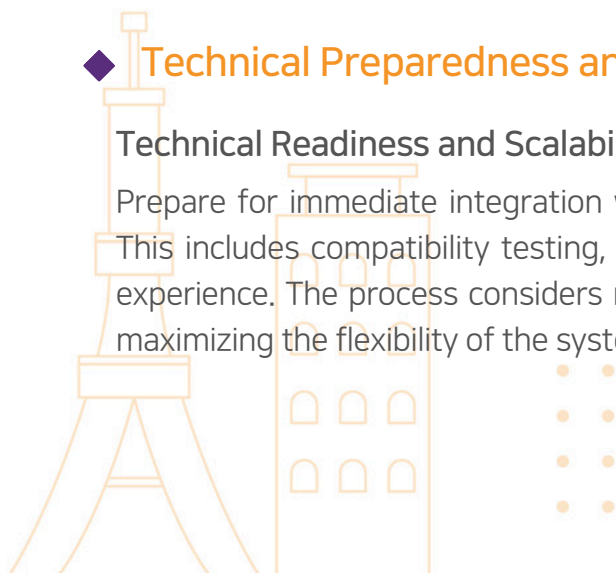 Technical Preparedness an
Technical Readiness and Scalabi
Prepare for immediate integration
This includes compatibility testing,
experience. The process considers
maximizing the flexibility of the syst